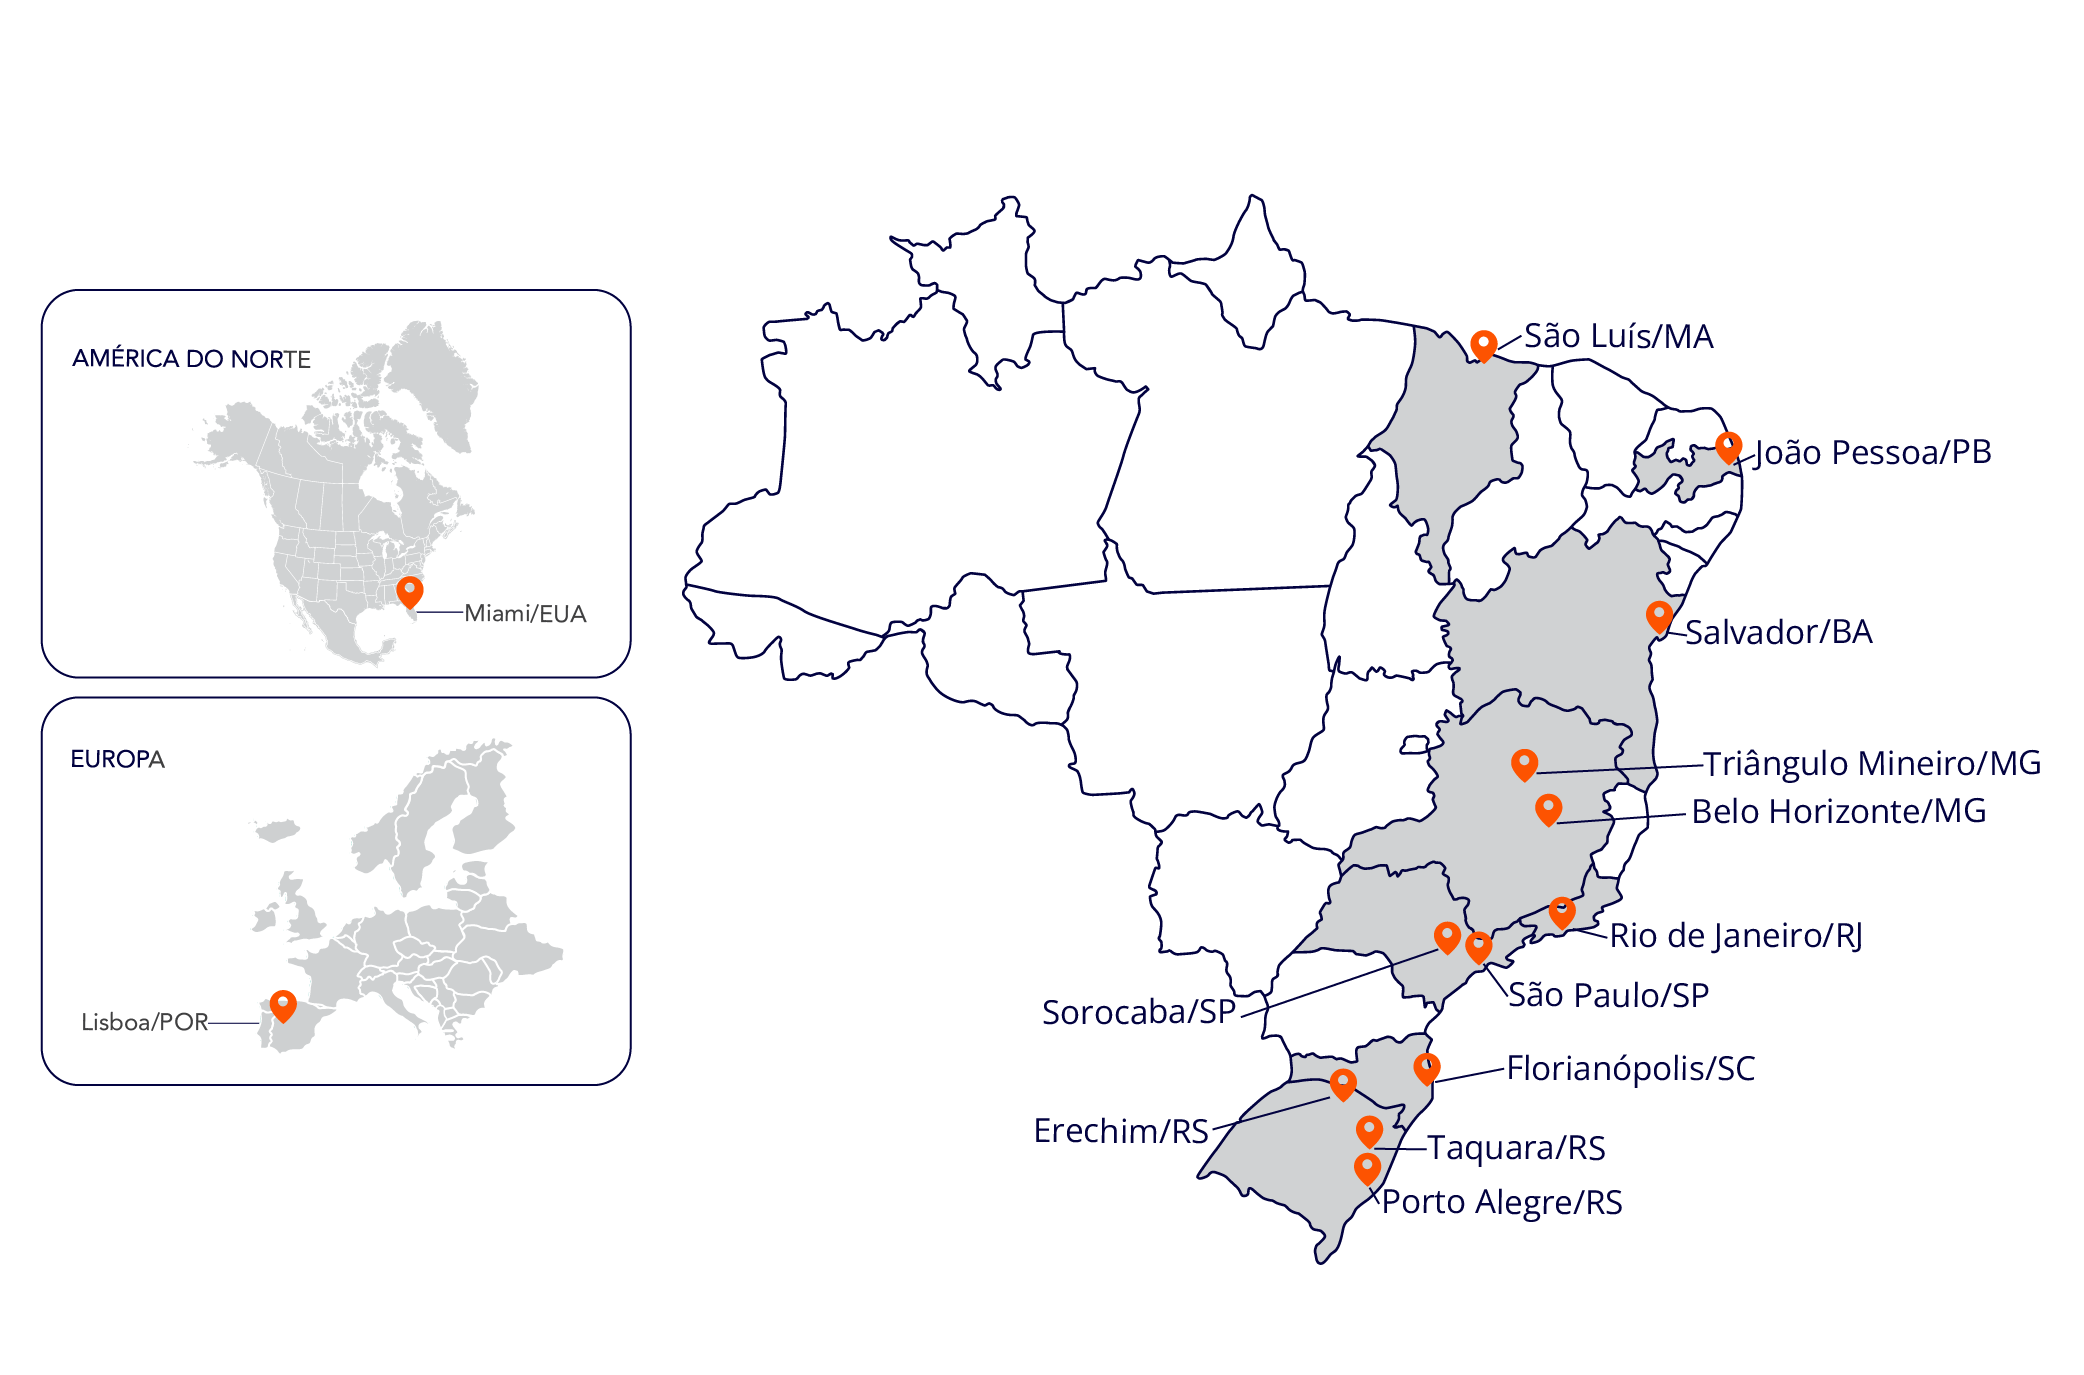 AMÉRICA DO NORTE
Miami/EUA
EUROPA
Lisboa/POR
São Luís/MA
João Pessoa/PB
Salvador/BA
Triângulo Mineiro/MG
Belo Horizonte/MG
Rio de Janeiro/RJ
São Paulo/SP
Sorocaba/SP
Florianópolis/SC
Erechim/RS
Taquara/RS
Porto Alegre/RS